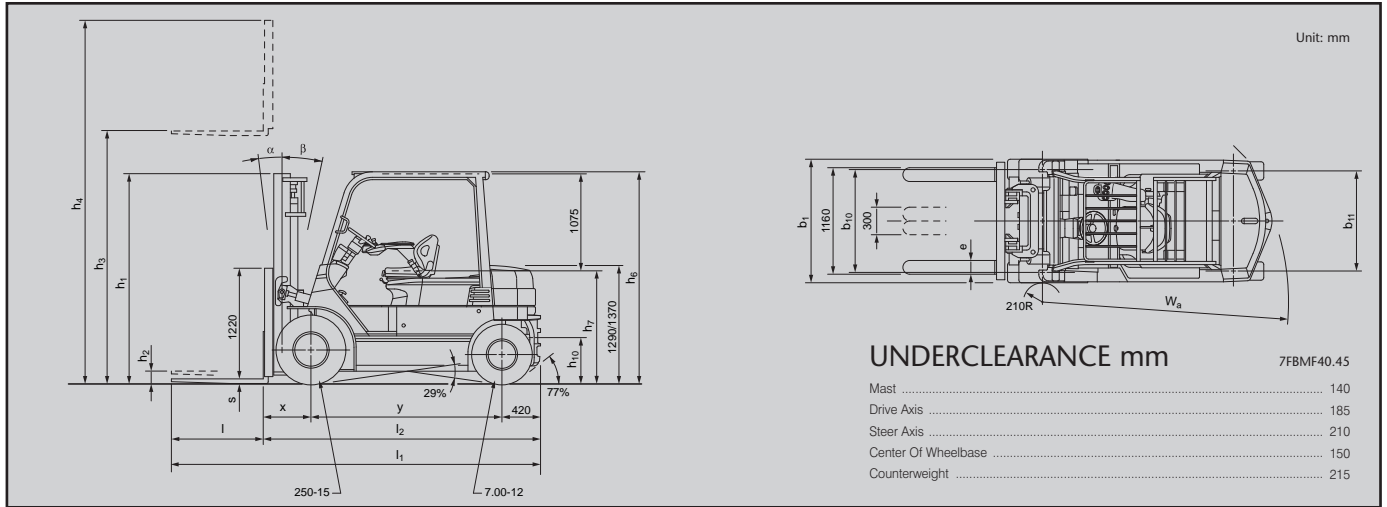 Unit: mm
h4
h3
h1
h2
α
β
1220
s
x
y
420
l
l2
l1
250-15
7.00-12
29%
77%
1075
h10
h7
1290/1370
h6
b1
1160
b10
300
e
210R
Wa
b11
UNDERCLEARANCE mm 7FBMF40.45
Mast 140
Drive Axis 185
Steer Axis 210
Center Of Wheelbase 150
Counterweight 215